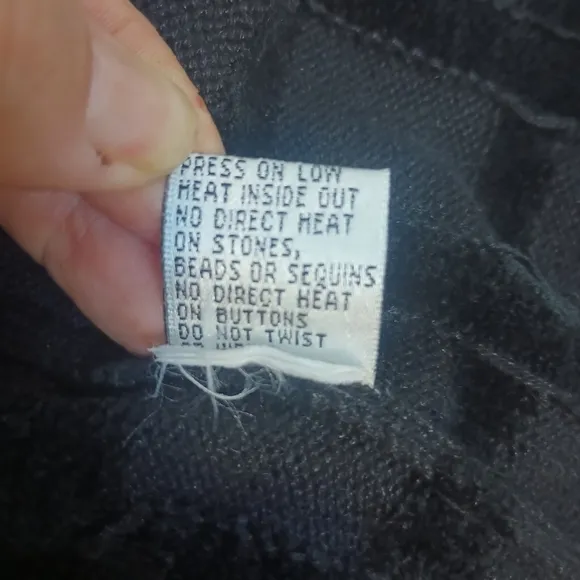 PRESS ON LOW
HEAT INSIDE OUT
NO DIRECT HEAT
ON STONES,
BEADS OR SEQUINS
NO DIRECT HEAT
ON BUTTONS
DO NOT TWIST